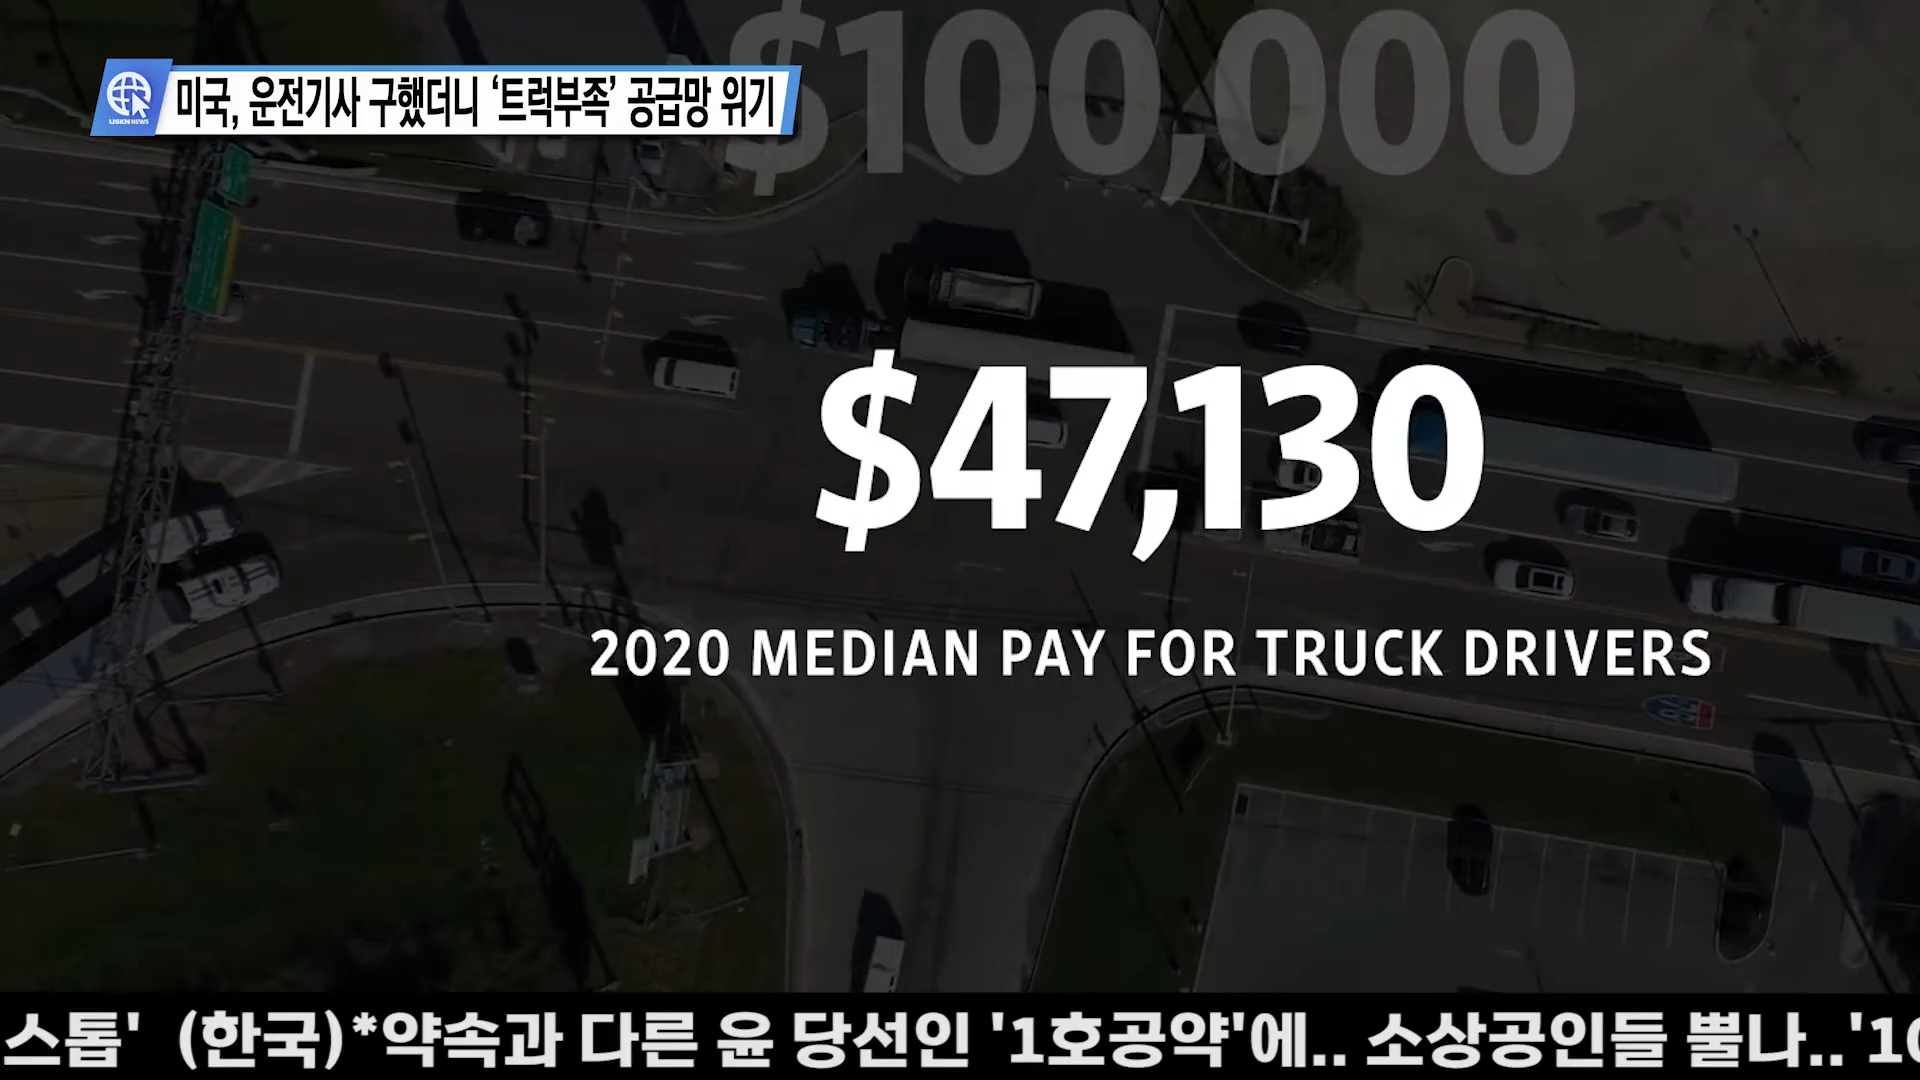 $100,000
USKN NEWS
미국, 운전기사 구했더니 ‘트럭부족’ 공급망 위기
$47,130
2020 MEDIAN PAY FOR TRUCK DRIVERS
스톱' (한국)*약속과 다른 윤 당선인 '1호공약'에.. 소상공인들 뿔나..'10